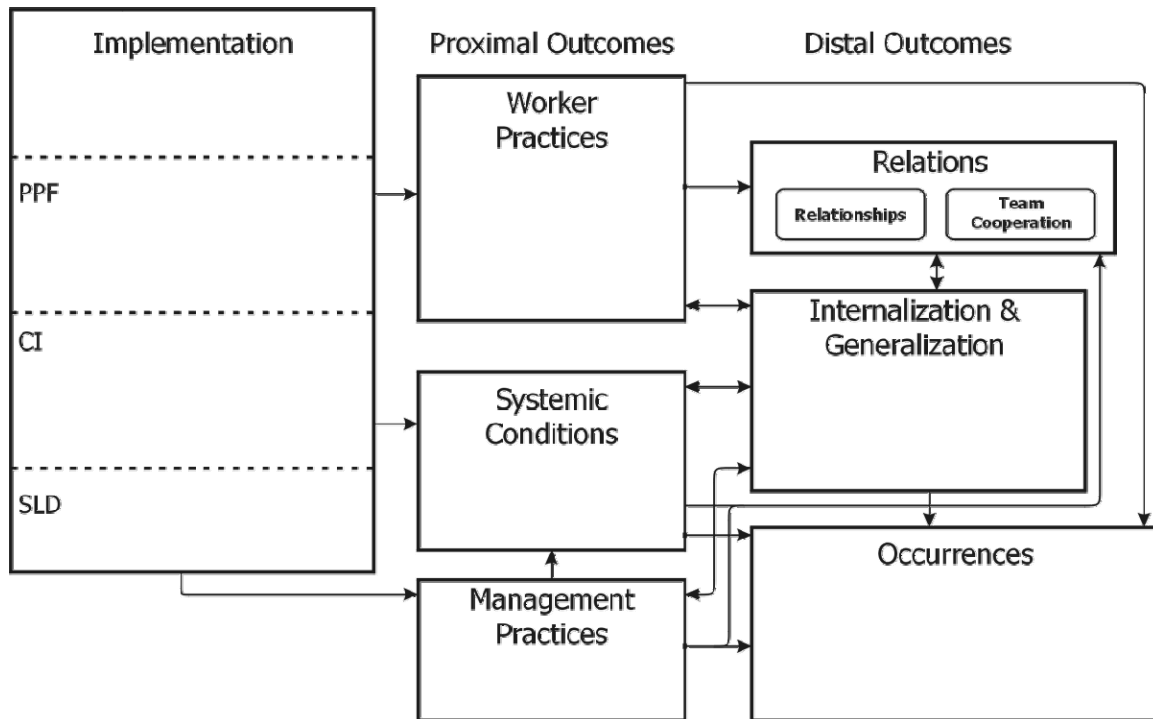 Implementation
PPF
CI
SLD
Proximal Outcomes
Worker
Practices
Systemic
Conditions
Management
Practices
Distal Outcomes
Relations
Relationships
Team
Cooperation
Internalization &
Generalization
Occurrences